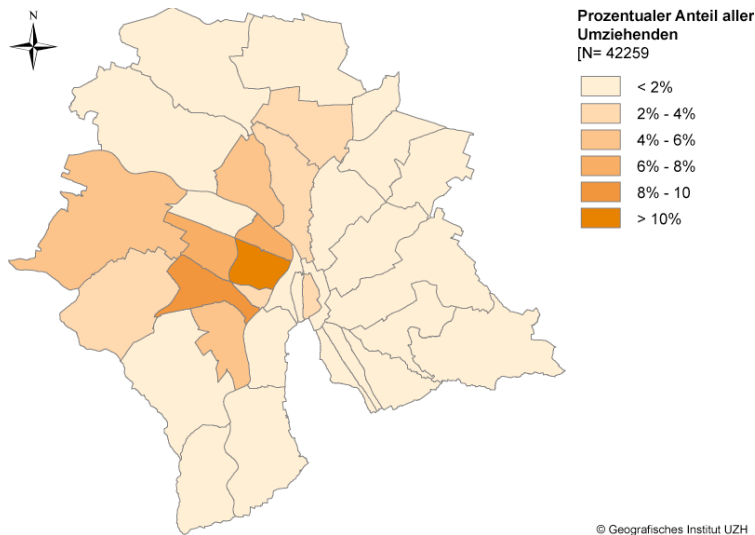 N
Prozentualer Anteil aller
Umziehenden
[N= 42259
< 2%
2% - 4%
4% - 6%
6% - 8%
8% - 10
> 10%
© Geografisches Institut UZH